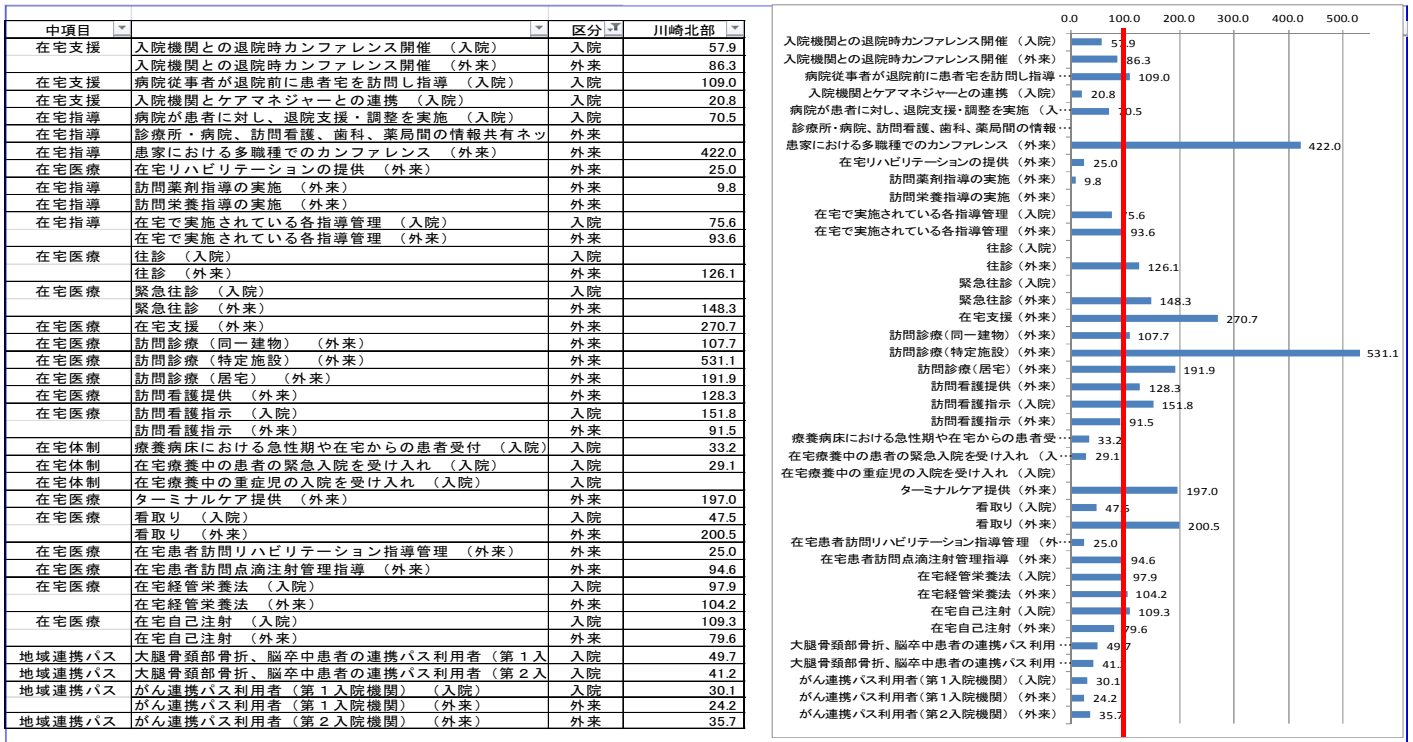 中項目 区分 川崎北部
在宅支援 入院機関との退院時カンファレンス開催 （入院） 入院 57.9
入院機関との退院時カンファレンス開催 （外来） 外来 86.3
在宅支援 病院従事者が退院前に患者宅を訪問し指導 （入院） 入院 109.0
在宅支援 入院機関とケアマネジャーとの連携 （入院） 入院 20.8
在宅指導 病院が患者に対し、退院支援・調整を実施 （入院） 入院 70.5
在宅指導 診療所・病院、訪問看護、歯科、薬局間の情報共有ネッ 外来
在宅指導 患家における多職種でのカンファレンス （外来） 外来 422.0
在宅医療 在宅リハビリテーションの提供 （外来） 外来 25.0
在宅指導 訪問薬剤指導の実施 （外来） 外来 9.8
在宅指導 訪問栄養指導の実施 （外来） 外来
在宅指導 在宅で実施されている各指導管理 （入院） 入院 75.6
在宅で実施されている各指導管理 （外来） 外来 93.6
在宅医療 往診 （入院） 入院
往診 （外来） 外来 126.1
在宅医療 緊急往診 （入院） 入院
緊急往診 （外来） 外来 148.3
在宅医療 在宅支援 （外来） 外来 270.7
在宅医療 訪問診療（同一建物） （外来） 外来 107.7
在宅医療 訪問診療（特定施設） （外来） 外来 531.1
在宅医療 訪問診療（居宅） （外来） 外来 191.9
在宅医療 訪問看護提供 （外来） 外来 128.3
在宅医療 訪問看護指示 （入院） 入院 151.8
訪問看護指示 （外来） 外来 91.5
在宅体制 療養病床における急性期や在宅からの患者受付 （入院） 入院 33.2
在宅体制 在宅療養中の患者の緊急入院を受け入れ （入院） 入院 29.1
在宅体制 在宅療養中の重症児の入院を受け入れ （入院） 入院
在宅医療 ターミナルケア提供 （外来） 外来 197.0
在宅医療 看取り （入院） 入院 47.5
看取り （外来） 外来 200.5
在宅医療 在宅患者訪問リハビリテーション指導管理 （外来） 外来 25.0
在宅医療 在宅患者訪問点滴注射管理指導 （外来） 外来 94.6
在宅医療 在宅経管栄養法 （入院） 入院 97.9
在宅経管栄養法 （外来） 外来 104.2
在宅医療 在宅自己注射 （入院） 入院 109.3
在宅自己注射 （外来） 外来 79.6
地域連携パス 大腿骨頚部骨折、脳卒中患者の連携パス利用者（第１入 入院 49.7
地域連携パス 大腿骨頚部骨折、脳卒中患者の連携パス利用者（第２入 入院 41.2
地域連携パス がん連携パス利用者（第１入院機関） （入院） 入院 30.1
がん連携パス利用者（第１入院機関） （外来） 外来 24.2
地域連携パス がん連携パス利用者（第２入院機関） （外来） 外来 35.7
0.0 100.0 200.0 300.0 400.0 500.0
入院機関との退院時カンファレンス開催 （入院） 57.9
入院機関との退院時カンファレンス開催 （外来） 86.3
病院従事者が退院前に患者宅を訪問し指導… 109.0
入院機関とケアマネジャーとの連携 （入院） 20.8
病院が患者に対し、退院支援・調整を実施 （入… 70.5
診療所・病院、訪問看護、歯科、薬局間の情報…
患家における多職種でのカンファレンス （外来） 422.0
在宅リハビリテーションの提供 （外来） 25.0
訪問薬剤指導の実施 （外来） 9.8
訪問栄養指導の実施 （外来）
在宅で実施されている各指導管理 （入院） 75.6
在宅で実施されている各指導管理 （外来） 93.6
往診 （入院）
往診 （外来） 126.1
緊急往診 （入院）
緊急往診 （外来） 148.3
在宅支援 （外来） 270.7
訪問診療（同一建物） （外来） 107.7
訪問診療（特定施設） （外来） 531.1
訪問診療（居宅） （外来） 191.9
訪問看護提供 （外来） 128.3
訪問看護指示 （入院） 151.8
訪問看護指示 （外来） 91.5
療養病床における急性期や在宅からの患者受… 33.2
在宅療養中の患者の緊急入院を受け入れ （入… 29.1
在宅療養中の重症児の入院を受け入れ （入院）
ターミナルケア提供 （外来） 197.0
看取り （入院） 47.5
看取り （外来） 200.5
在宅患者訪問リハビリテーション指導管理 （外… 25.0
在宅患者訪問点滴注射管理指導 （外来） 94.6
在宅経管栄養法 （入院） 97.9
在宅経管栄養法 （外来） 104.2
在宅自己注射 （入院） 109.3
在宅自己注射 （外来） 79.6
大腿骨頚部骨折、脳卒中患者の連携パス利用… 49.7
大腿骨頚部骨折、脳卒中患者の連携パス利用… 41.2
がん連携パス利用者（第１入院機関） （入院） 30.1
がん連携パス利用者（第１入院機関） （外来） 24.2
がん連携パス利用者（第２入院機関） （外来） 35.7